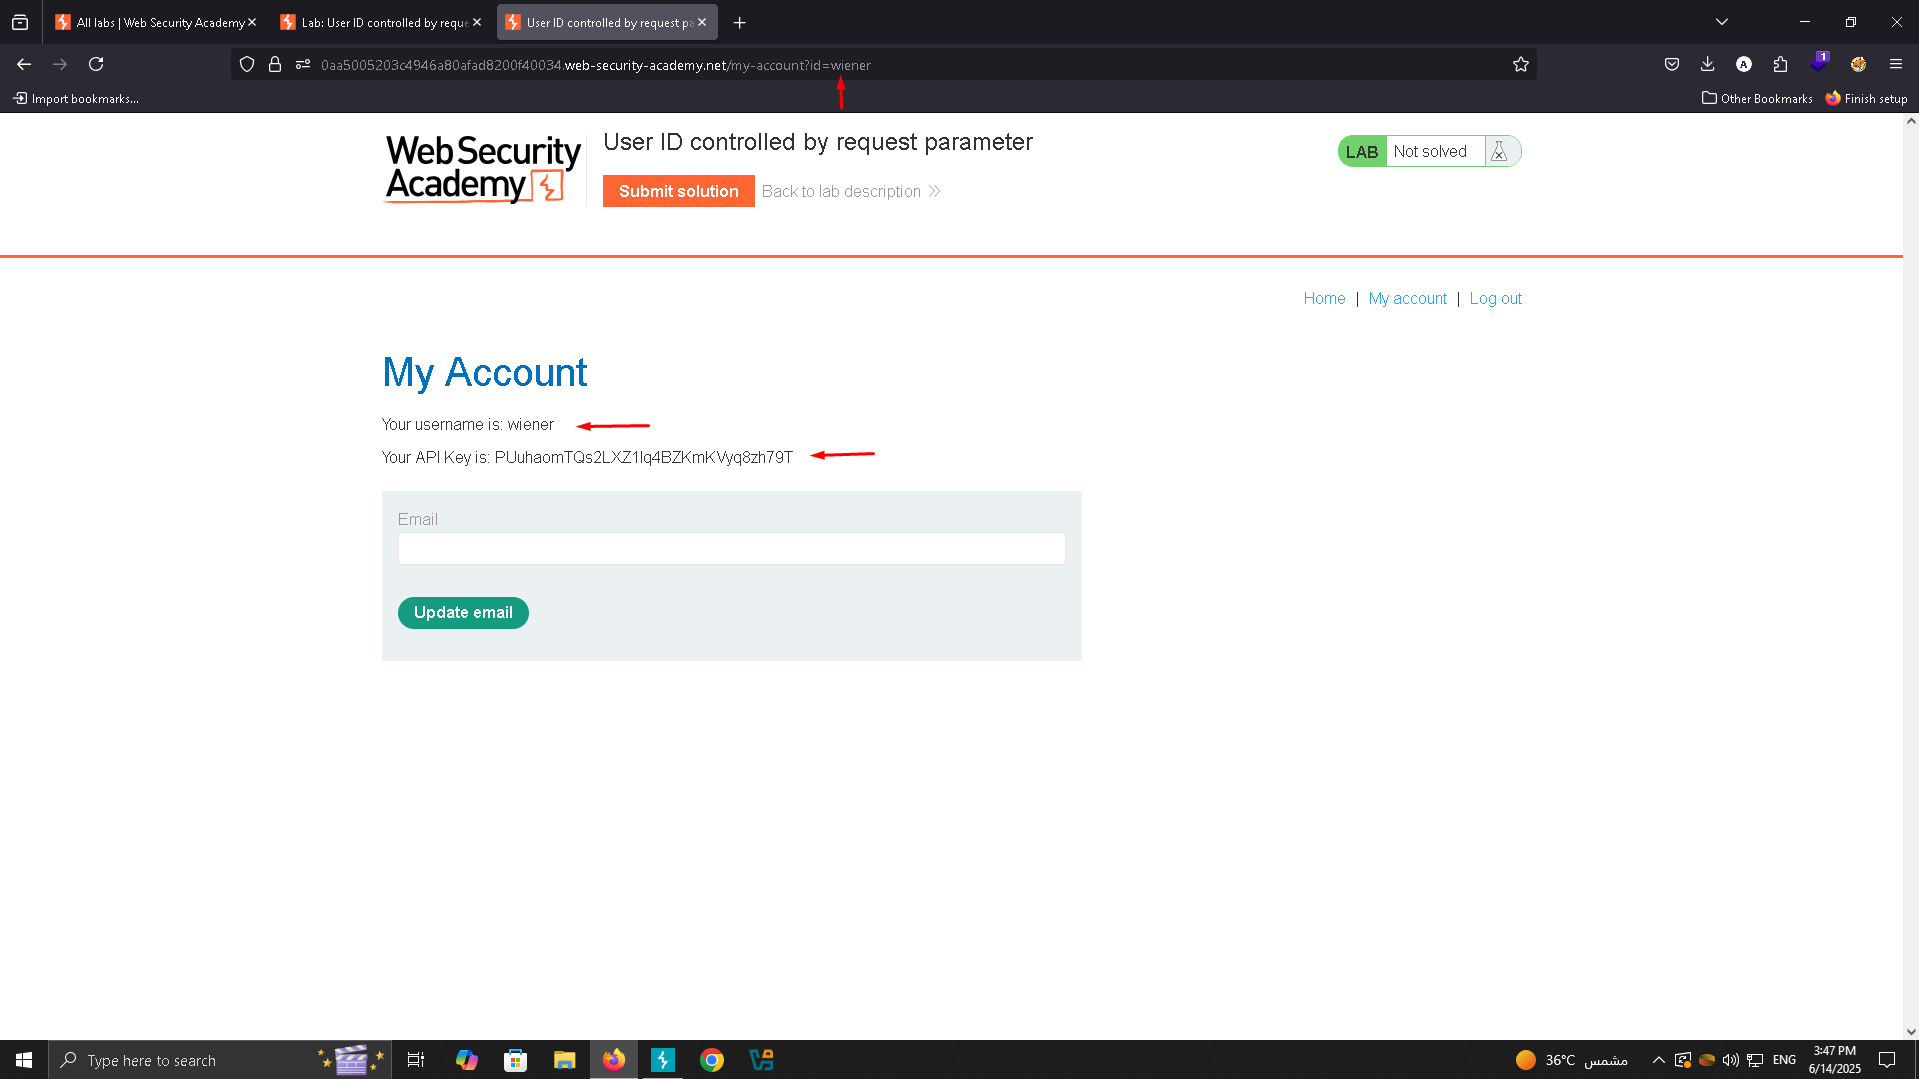 All labs | Web Security Academy
Lab: User ID controlled by reque
User ID controlled by request pa
0aa5005203c4946a80afad8200f40034.web-security-academy.net/my-account?id=wiener
A
1
Import bookmarks...
Other Bookmarks
Finish setup
Web Security
Academy
User ID controlled by request parameter
Submit solution
Back to lab description
LAB
Not solved
Home | My account | Log out
My Account
Your username is: wiener
Your API Key is: PUuhaomTQs2LXZ1lq4BZKmKVyq8zh79T
Email
Update email
Type here to search
36°C مشمس
ENG
3:47 PM
6/14/2025